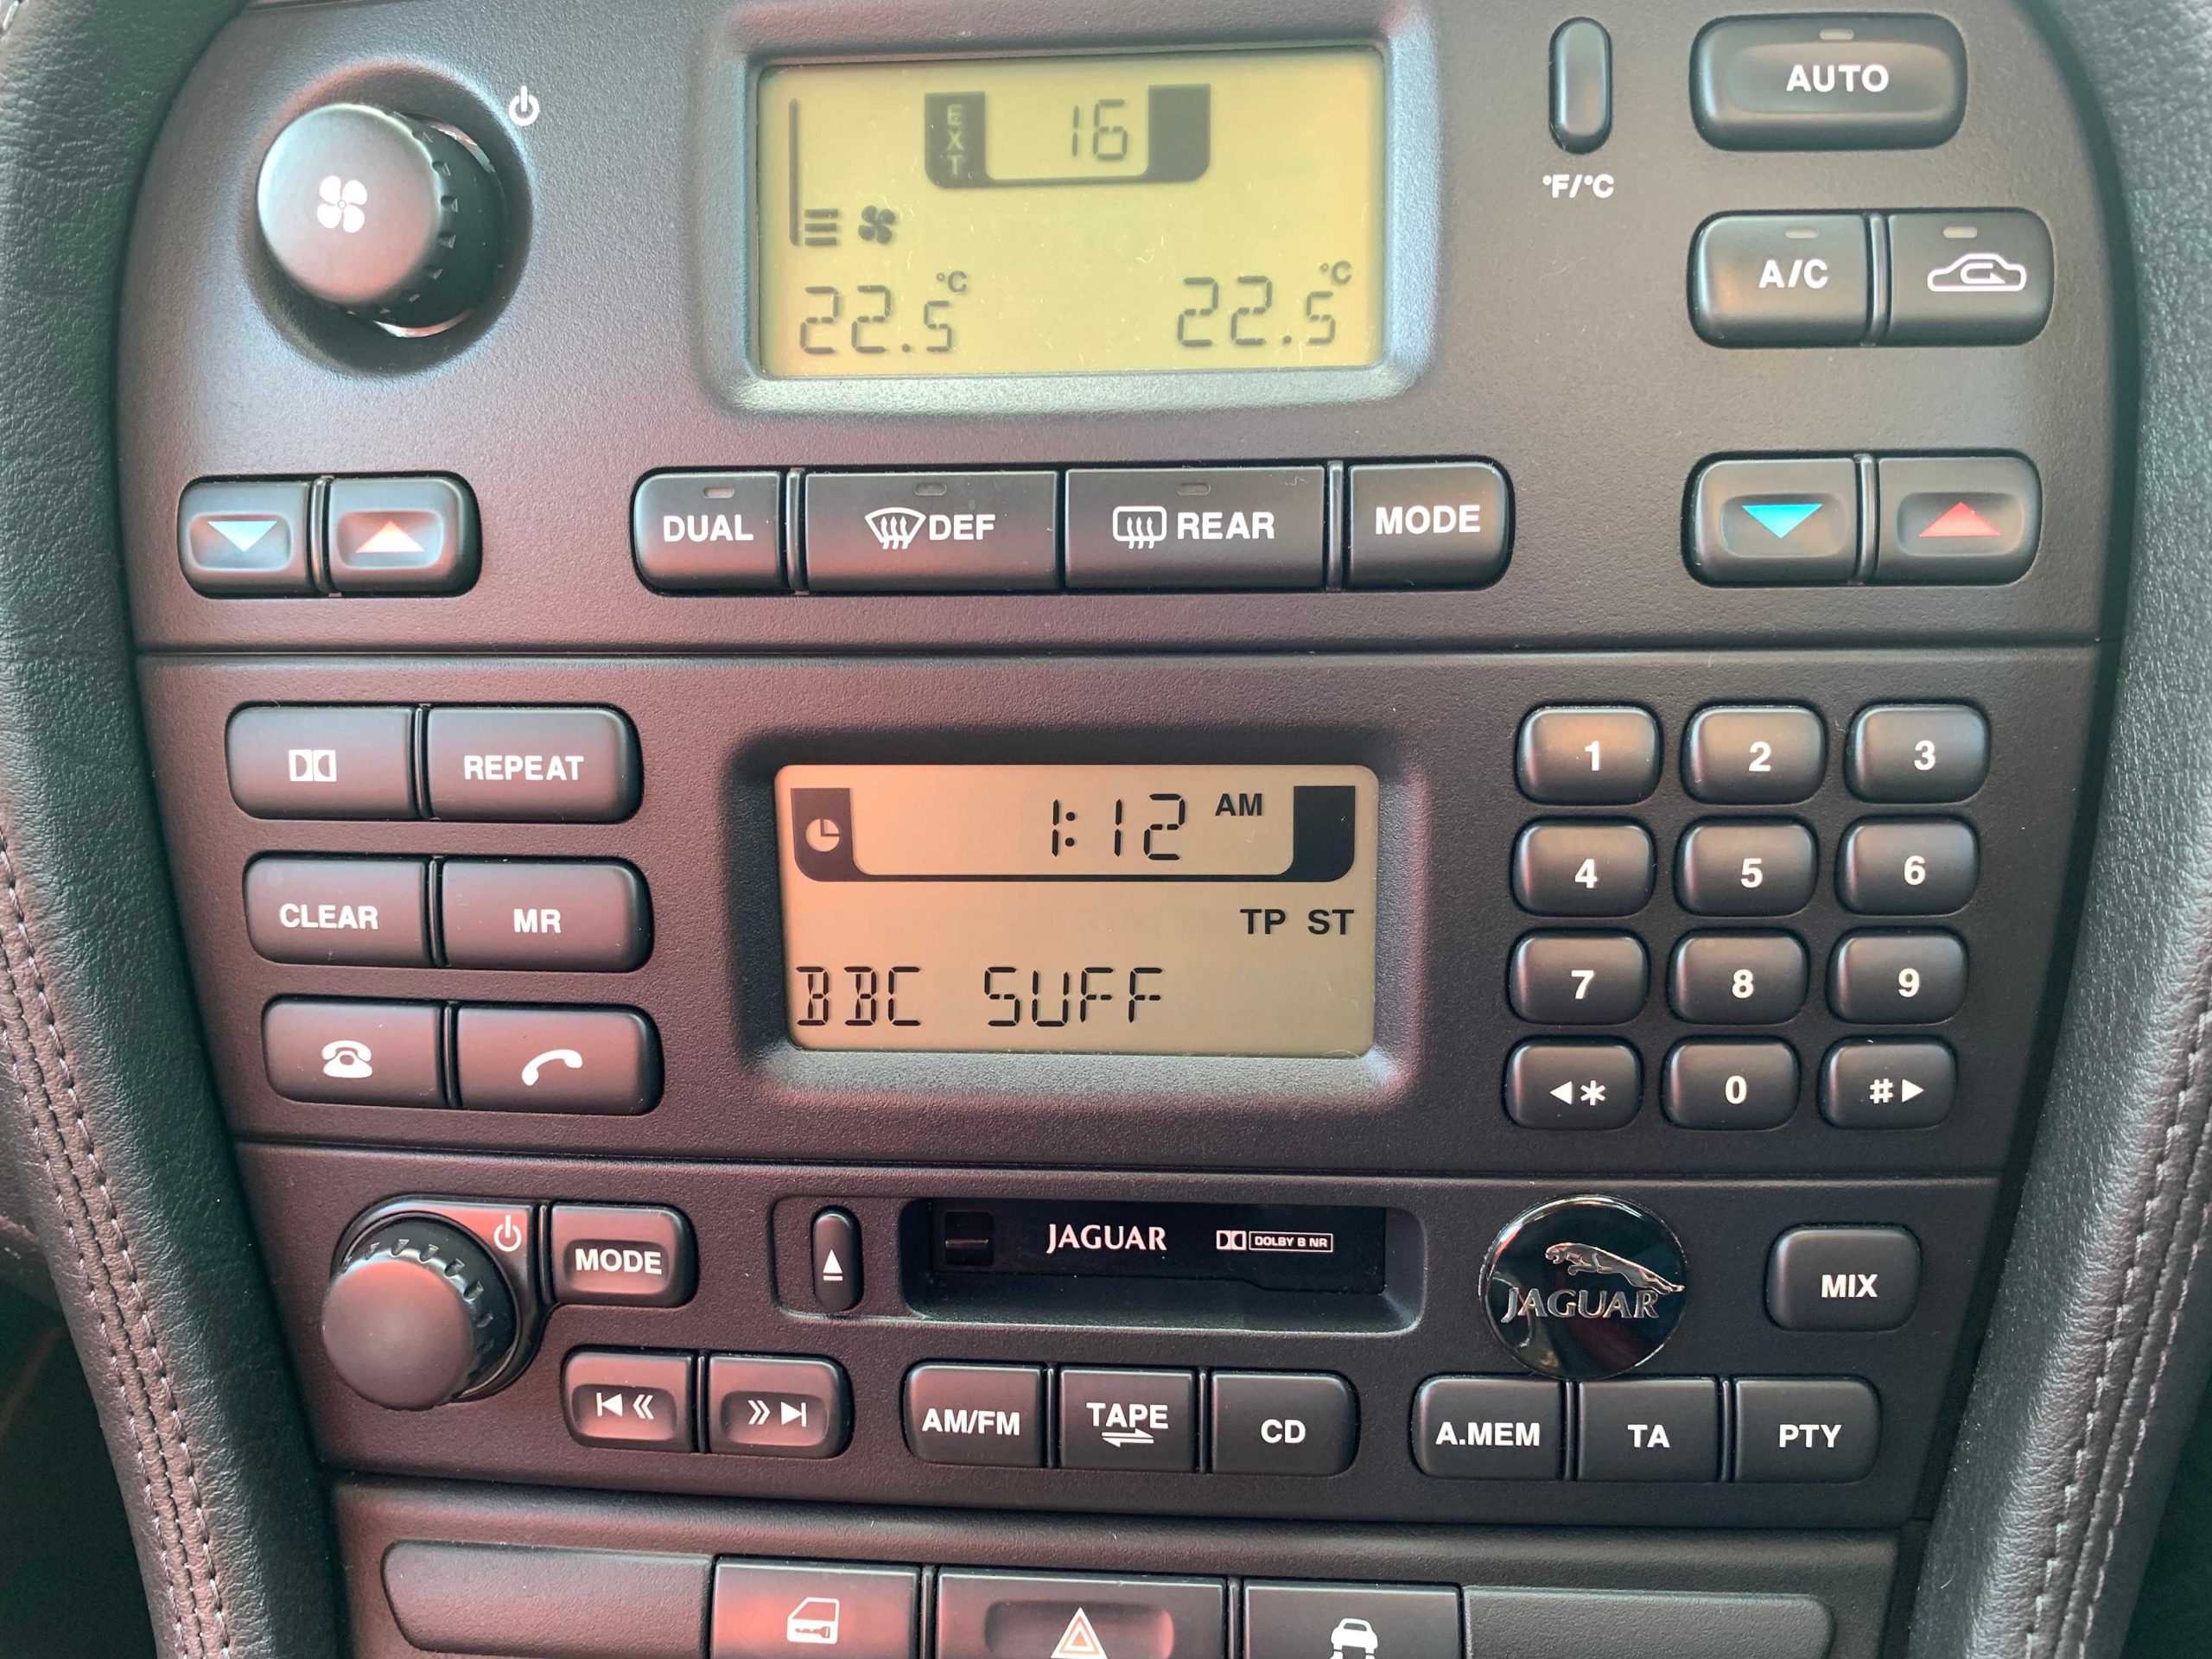 EXT 16
AUTO
°F/°C
A/C
22.5 °C 22.5 °C
DUAL DEF REAR MODE
REPEAT
1:12 AM
1 2 3
CLEAR MR
TP ST
4 5 6
BBC SUFF
7 8 9
* 0 #
MODE
JAGUAR DOLBY B NR
JAGUAR
MIX
AM/FM TAPE CD
A.MEM TA PTY